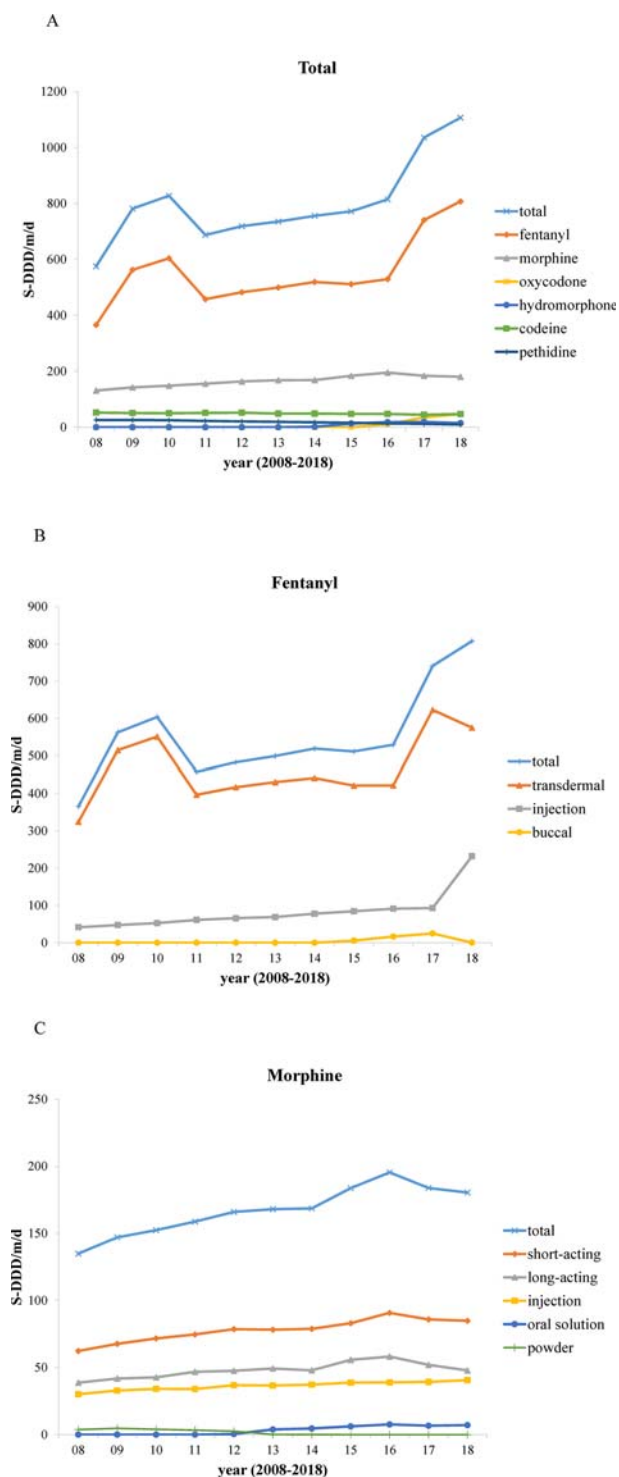 A
Total
1200
1000
800
600
400
200
0
S-DDD/m/d
08 09 10 11 12 13 14 15 16 17 18
year (2008-2018)
total
fentanyl
morphine
oxycodone
hydromorphone
codeine
pethidine
B
Fentanyl
900
800
700
600
500
400
300
200
100
0
S-DDD/m/d
08 09 10 11 12 13 14 15 16 17 18
year (2008-2018)
total
transdermal
injection
buccal
C
Morphine
250
200
150
100
50
0
S-DDD/m/d
08 09 10 11 12 13 14 15 16 17 18
year (2008-2018)
total
short-acting
long-acting
injection
oral solution
powder